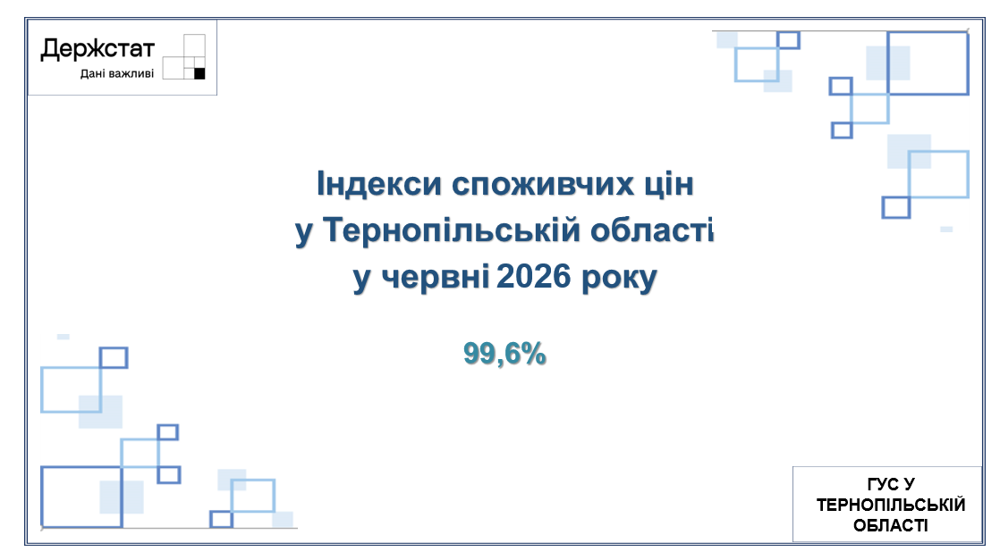 Держстат
Дані важливі
Індекси споживчих цін
у Тернопільській області
у червні 2026 року
99,6%
ГУС У
ТЕРНОПІЛЬСЬКІЙ
ОБЛАСТІ